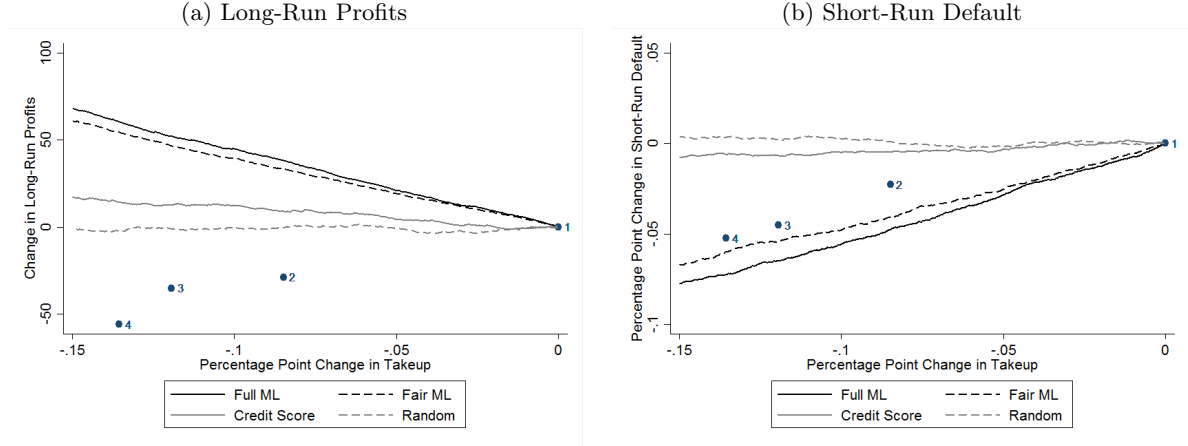 (a) Long-Run Profits
100
50
0
-50
Change in Long-Run Profits
1
2
3
4
-.15
-.1
-.05
0
Percentage Point Change in Takeup
Full ML
Fair ML
Credit Score
Random
(b) Short-Run Default
.05
0
-.05
-.1
Percentage Point Change in Short-Run Default
1
2
3
4
-.15
-.1
-.05
0
Percentage Point Change in Takeup
Full ML
Fair ML
Credit Score
Random